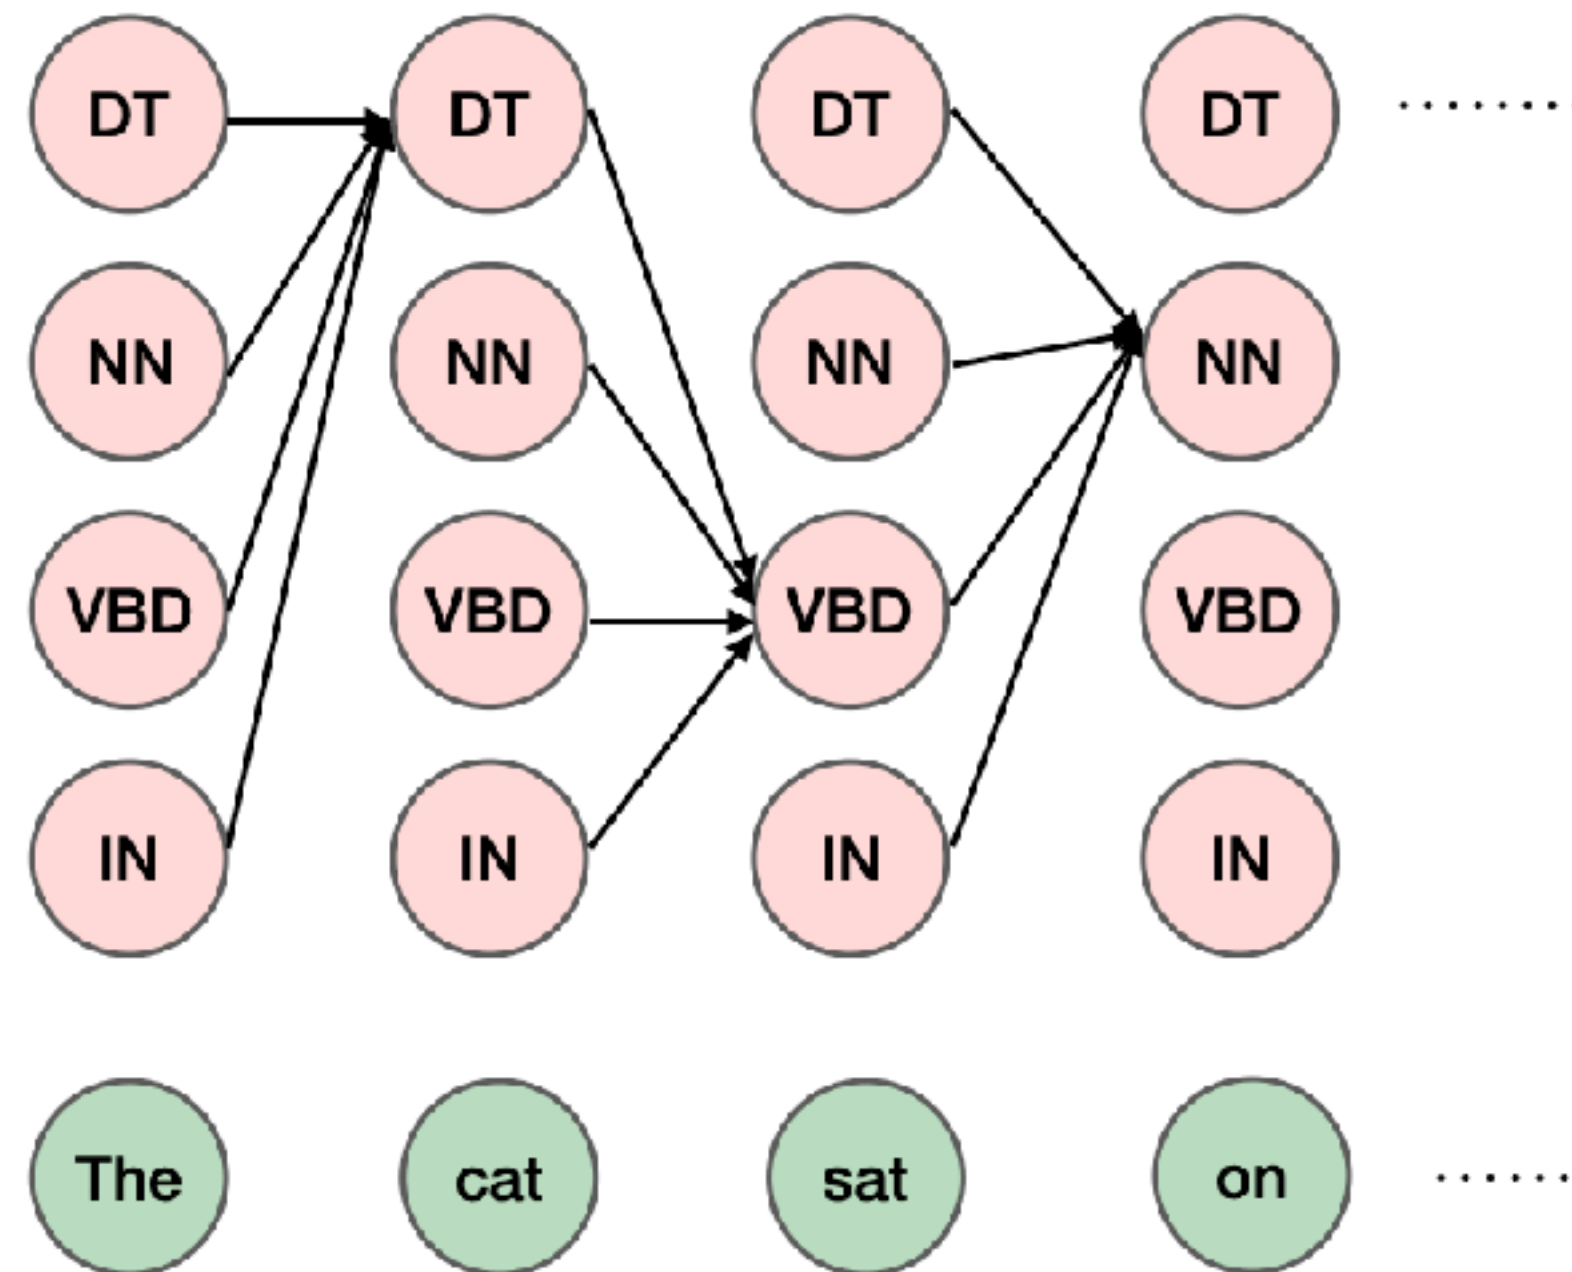 DT DT DT DT
NN NN NN NN
VBD VBD VBD VBD
IN IN IN IN
The cat sat on